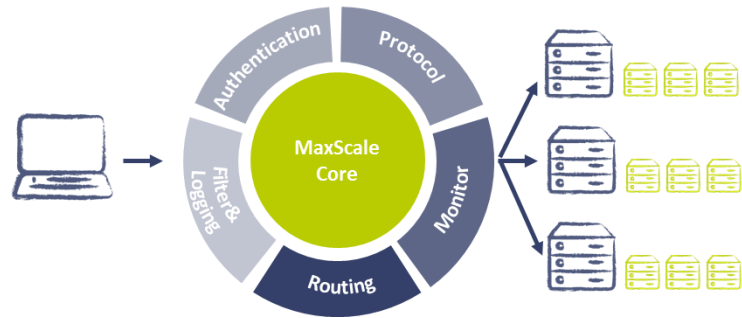 Authentication
Protocol
MaxScale
Core
Filter&
Logging
Monitor
Routing